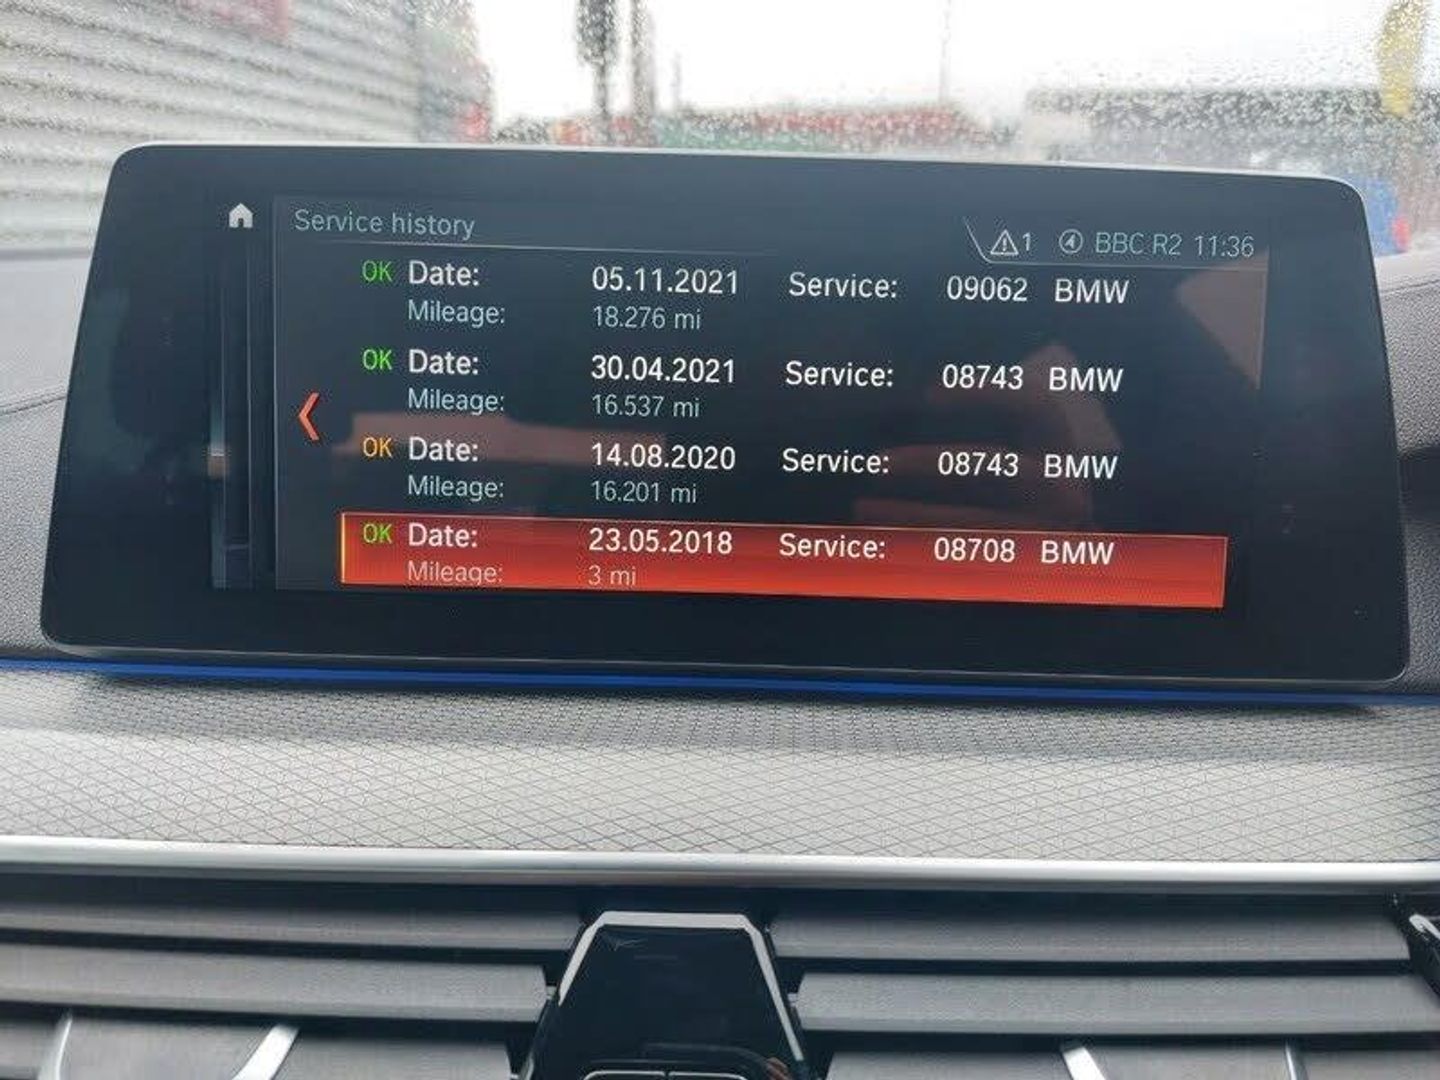 Service history
1 BBC R2 11:36
OK Date: 05.11.2021 Service: 09062 BMW
Mileage: 18.276 mi
OK Date: 30.04.2021 Service: 08743 BMW
Mileage: 16.537 mi
OK Date: 14.08.2020 Service: 08743 BMW
Mileage: 16.201 mi
OK Date: 23.05.2018 Service: 08708 BMW
Mileage: 3 mi